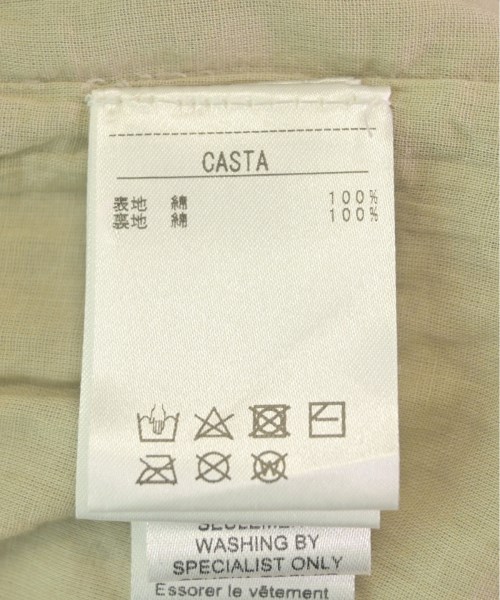 CASTA
表地 綿 100%
裏地 綿 100%
W
WASHING BY
SPECIALIST ONLY
Essorer le vêtement